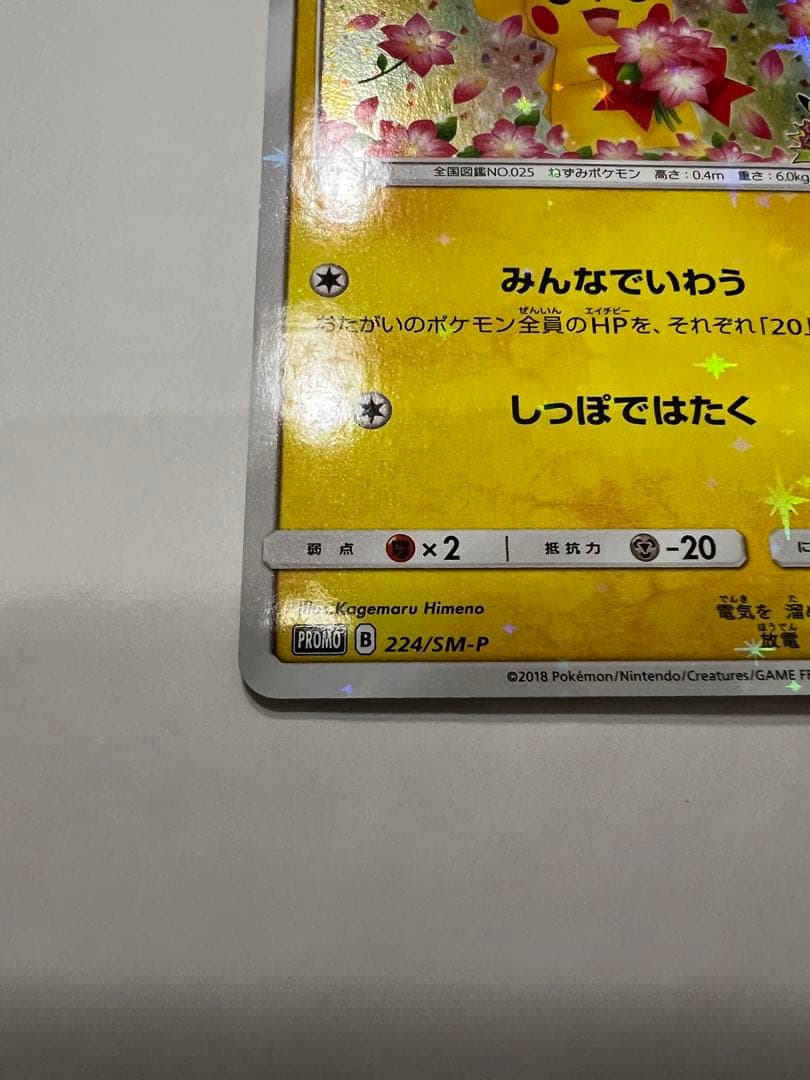 全国図鑑NO.025 ねずみポケモン 高さ：0.4m 重さ：6.0kg
みんなでいわう
ぜんいん エイチピー
おたがいのポケモン全員のHPを、それぞれ「20」
しっぽではたく
弱点 ×2 抵抗力 -20 に
Illus. Kagemaru Himeno
でんき た
電気を 溜め
ほうでん
放電
PROMO B 224/SM-P
©2018 Pokémon/Nintendo/Creatures/GAME FR